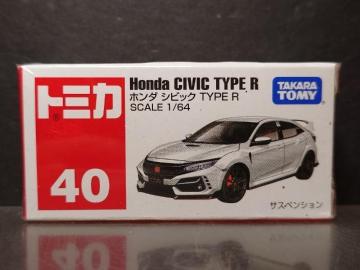 トミカ
40
Honda CIVIC TYPE R
ホンダ シビック TYPE R
SCALE 1/64
TAKARA
TOMY
サスペンション